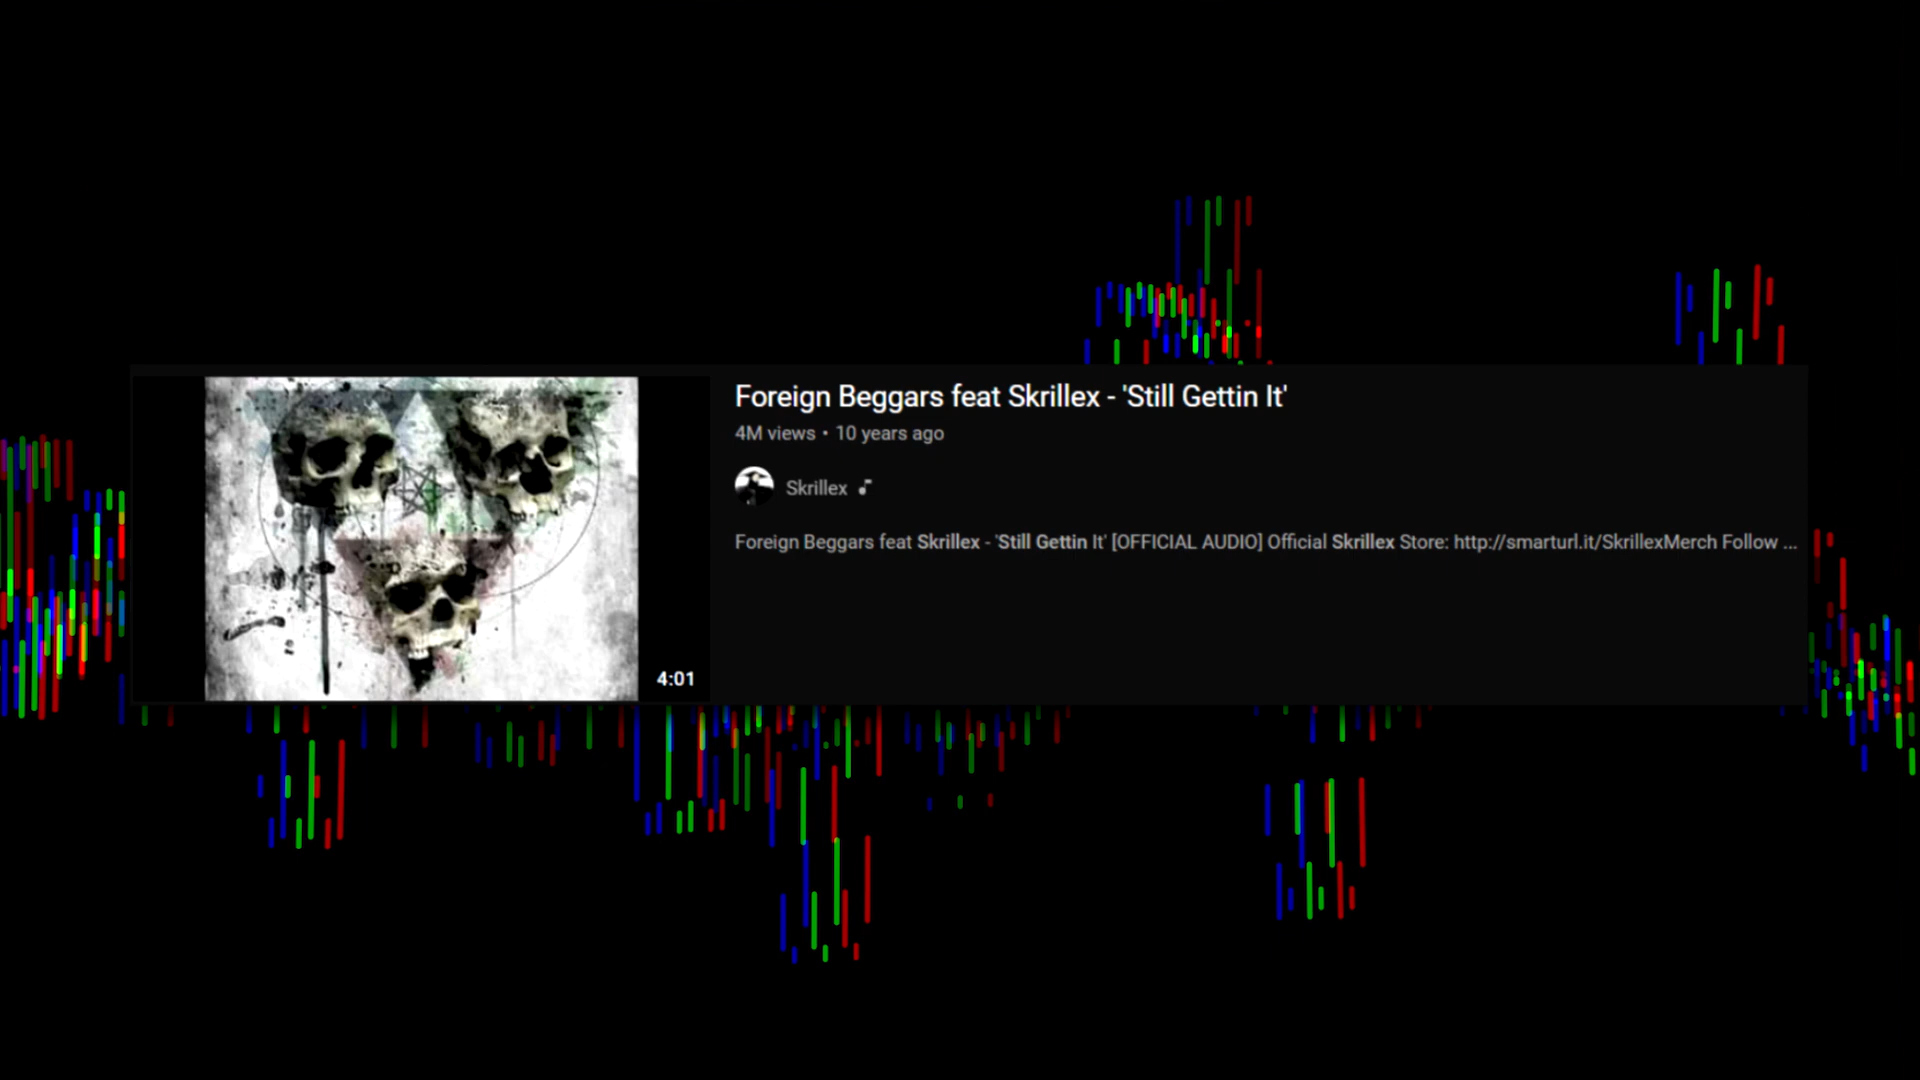 Foreign Beggars feat Skrillex - 'Still Gettin It'
4M views • 10 years ago
Skrillex
Foreign Beggars feat Skrillex - 'Still Gettin It' [OFFICIAL AUDIO] Official Skrillex Store: http://smarturl.it/SkrillexMerch Follow ...
4:01